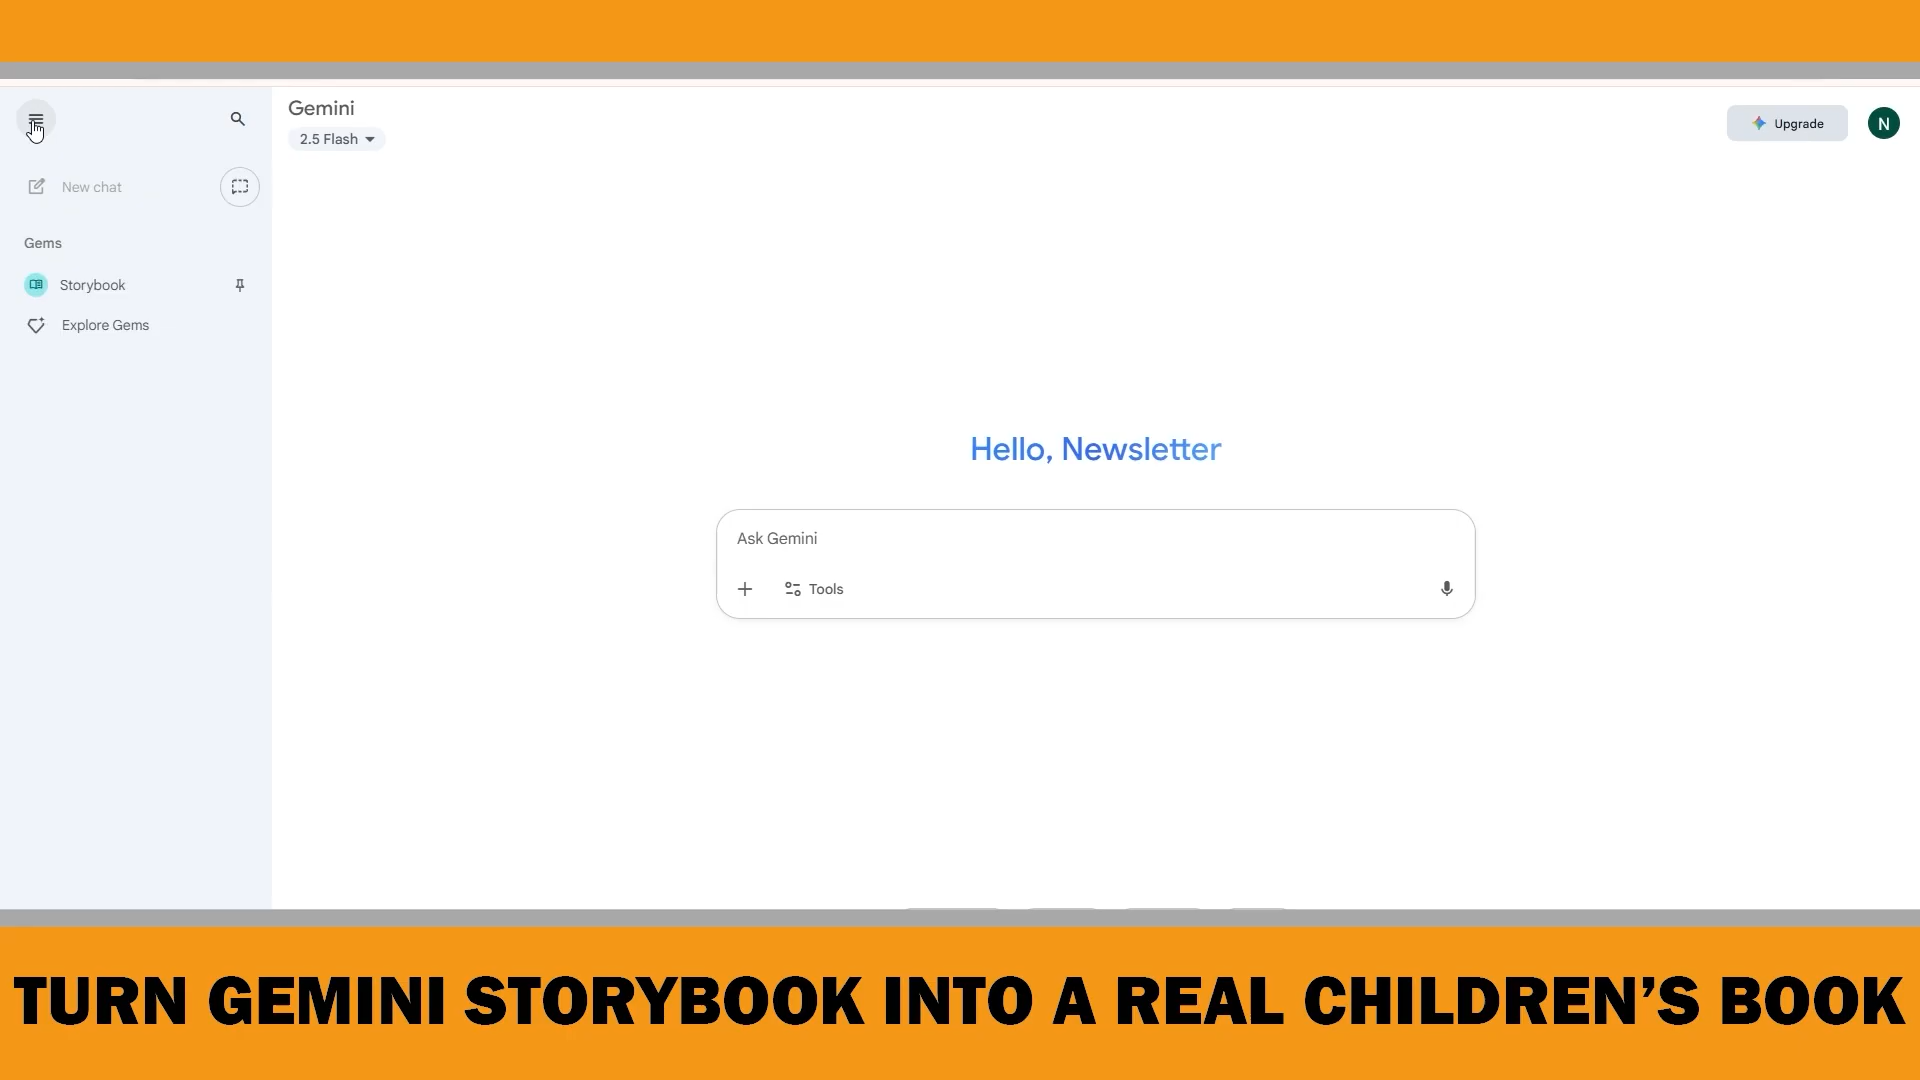 Gemini
2.5 Flash
Upgrade
N
New chat
Gems
Storybook
Explore Gems
Hello, Newsletter
Ask Gemini
Tools
TURN GEMINI STORYBOOK INTO A REAL CHILDREN’S BOOK